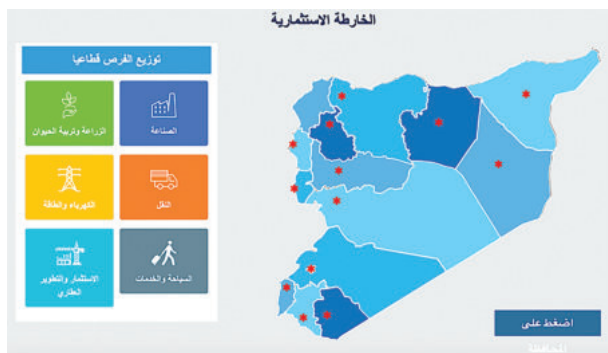 الخارطة الاستثمارية
توزيع الفرص قطاعيا
الصناعة
الزراعة وتربية الحيوان
النقل
الكهرباء والطاقة
السياحة والخدمات
الاستثمار والتطوير
العقاري
اضغط على
المحافظة